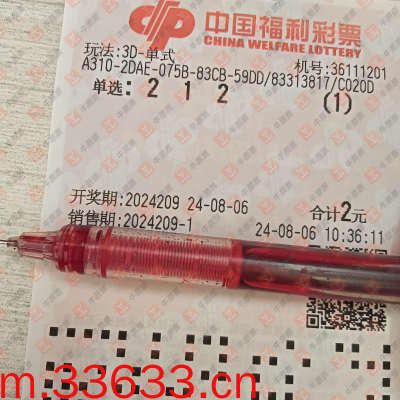 中国福利彩票
CHINA WELFARE LOTTERY
玩法:3D-单式 机号:36111201
A310-2DAE-075B-83CB-59DD/83313817/C020D
单选: 2 1 2 (1)
开奖期:2024209 24-08-06 合计2元
销售期:2024209-1 24-08-06 10:36:11
m.33633.cn